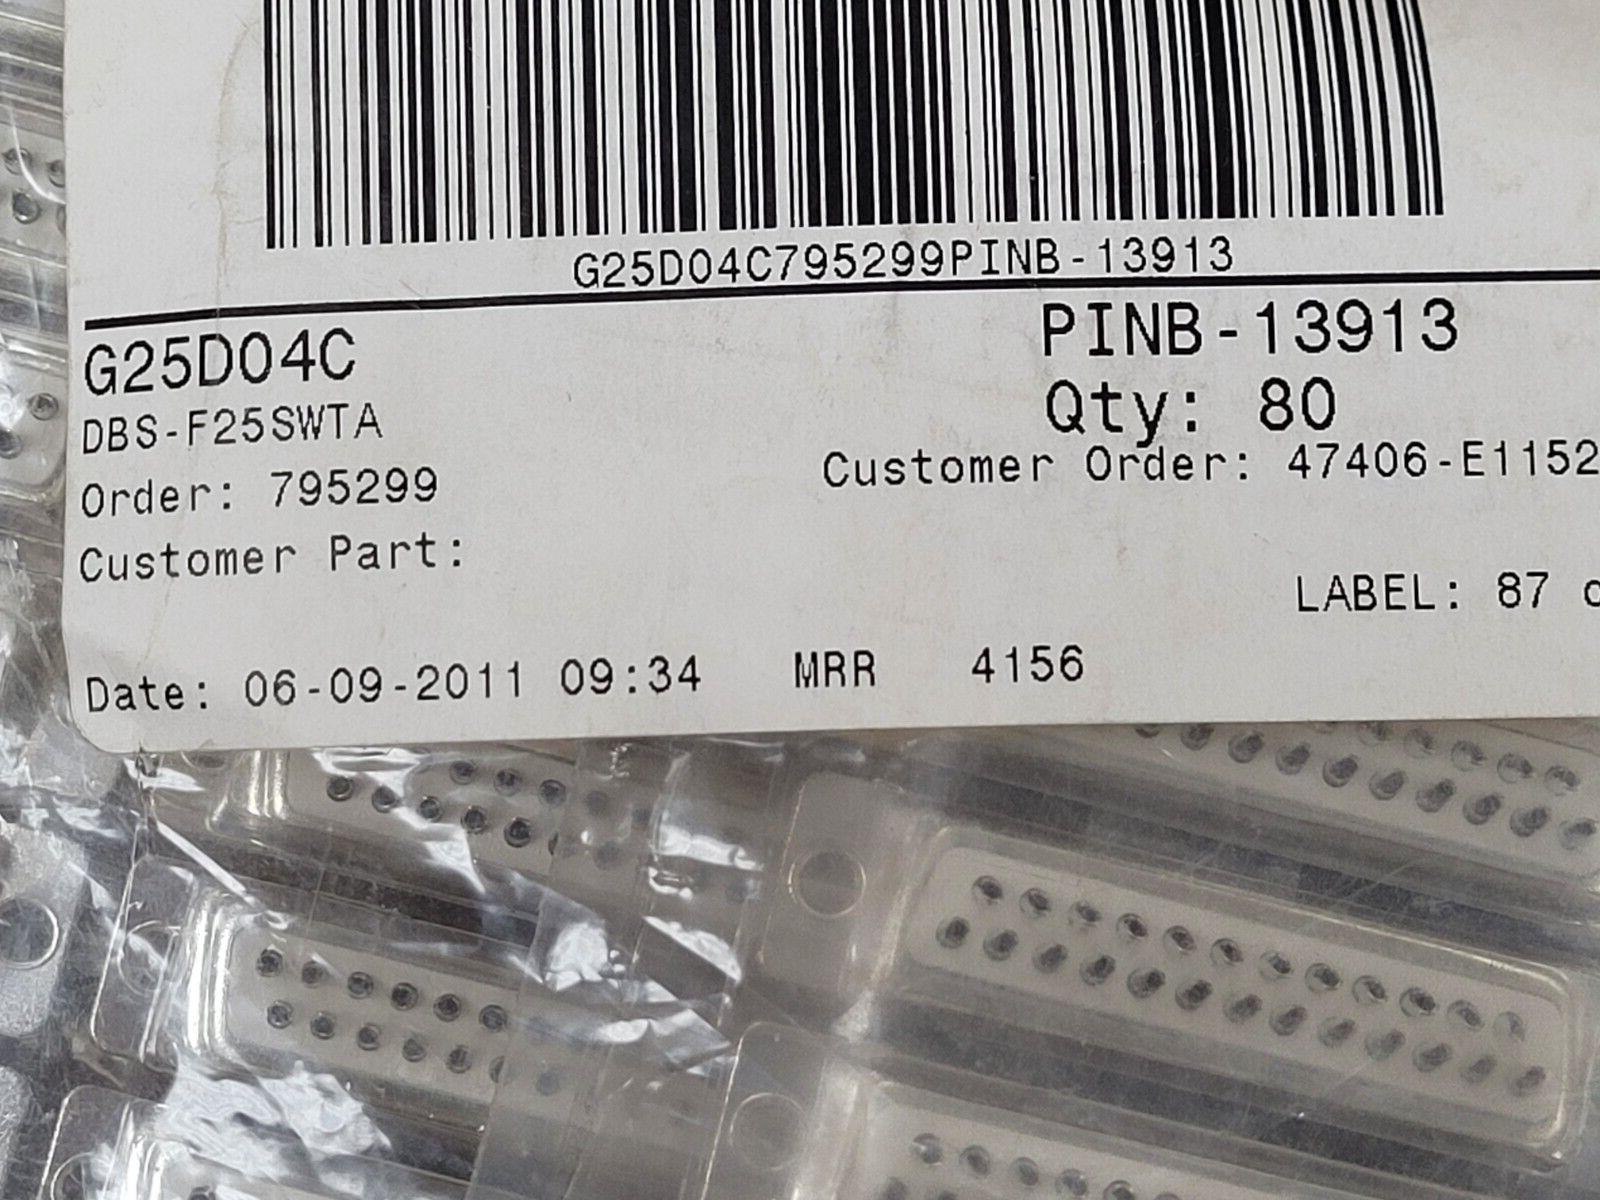 G25D04C795299PINB-13913
G25D04C
PINB-13913
DBS-F25SWTA
Qty: 80
Order: 795299
Customer Order: 47406-E1152
Customer Part:
LABEL: 87
Date: 06-09-2011 09:34 MRR 4156